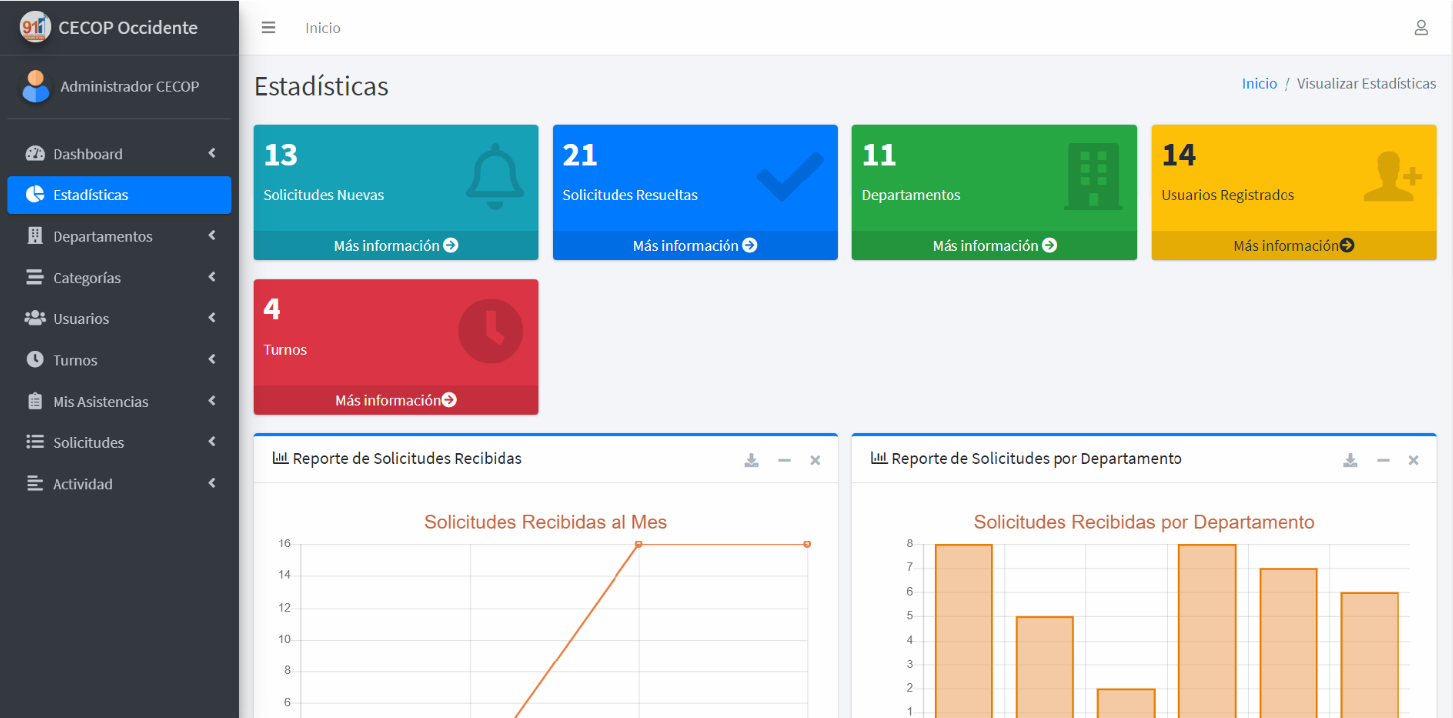 911 CECOP Occidente
Inicio
Administrador CECOP
Dashboard
Estadísticas
Departamentos
Categorías
Usuarios
Turnos
Mis Asistencias
Solicitudes
Actividad
Estadísticas
Inicio / Visualizar Estadísticas
13
Solicitudes Nuevas
Más información
21
Solicitudes Resueltas
Más información
11
Departamentos
Más información
14
Usuarios Registrados
Más información
4
Turnos
Más información
Reporte de Solicitudes Recibidas
Solicitudes Recibidas al Mes
16
14
12
10
8
6
Reporte de Solicitudes por Departamento
Solicitudes Recibidas por Departamento
8
7
6
5
4
3
2
1